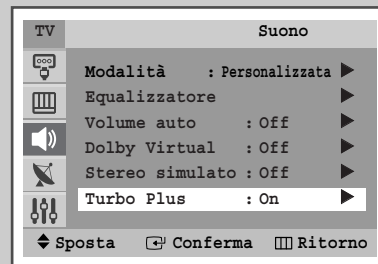 TV Suono
Modalità : Personalizzata
Equalizzatore
Volume auto : Off
Dolby Virtual : Off
Stereo simulato : Off
Turbo Plus : On
Sposta Conferma Ritorno